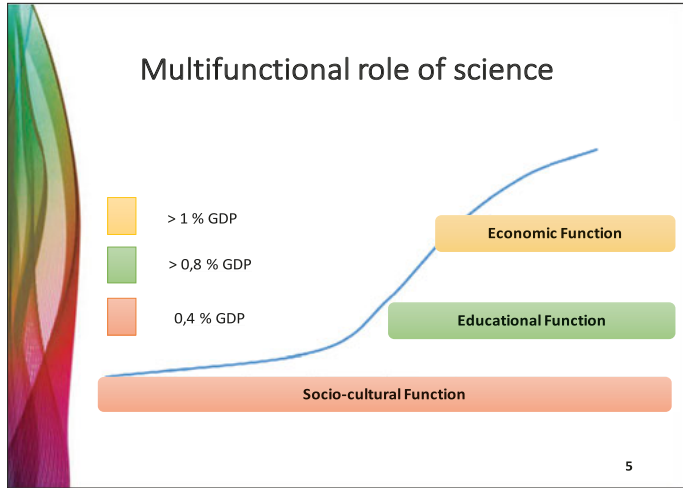 Multifunctional role of science
> 1 % GDP
> 0,8 % GDP
0,4 % GDP
Economic Function
Educational Function
Socio-cultural Function
5